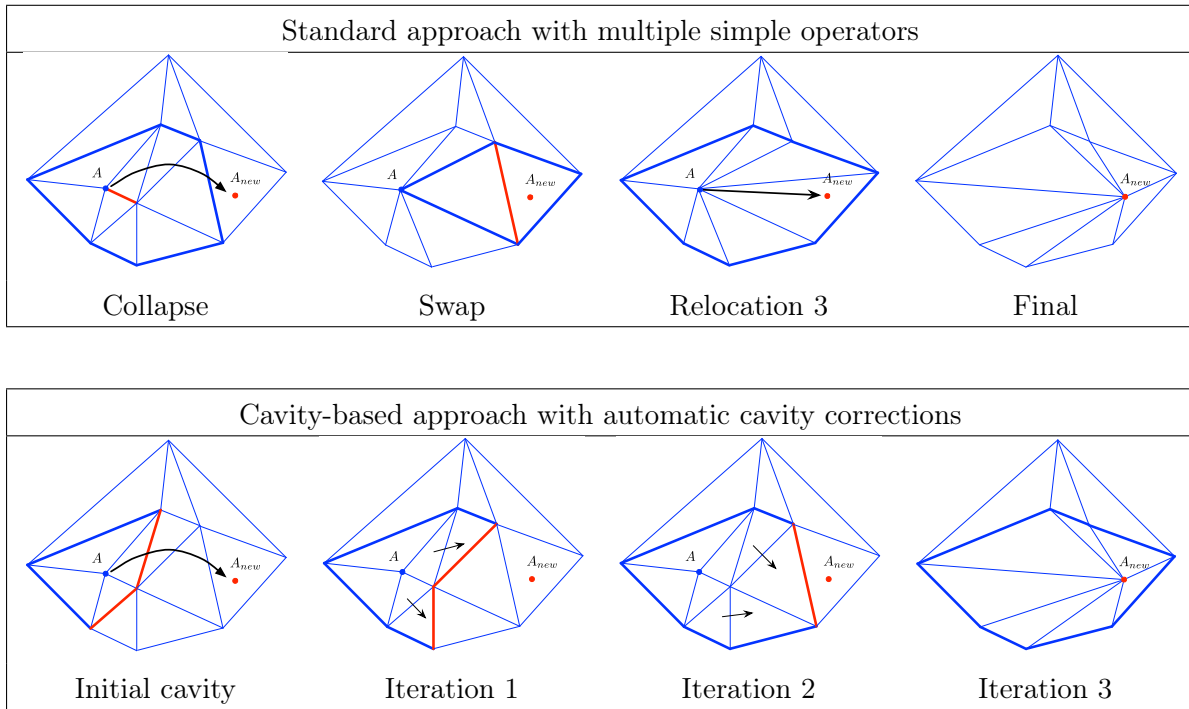 Standard approach with multiple simple operators
A
A_new
A
A_new
A
A_new
A_new
Collapse
Swap
Relocation 3
Final
Cavity-based approach with automatic cavity corrections
A
A_new
A
A_new
A
A_new
A_new
Initial cavity
Iteration 1
Iteration 2
Iteration 3